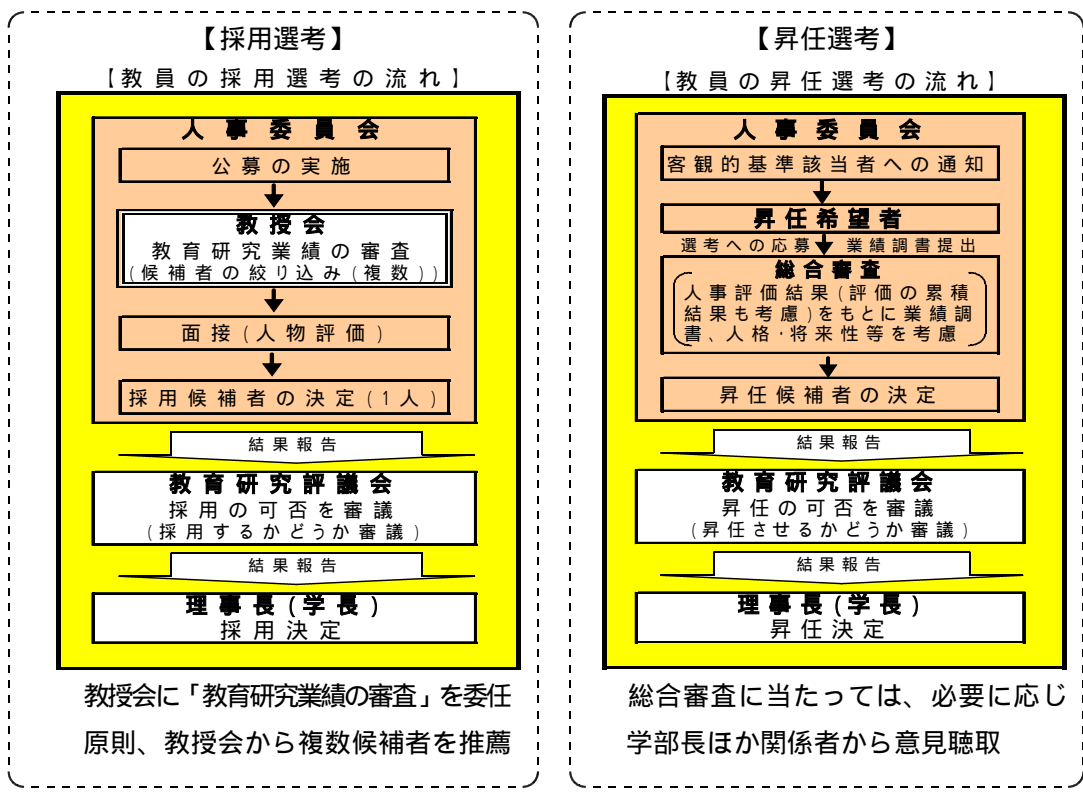 【採用選考】
【教員の採用選考の流れ】
人事委員会
公募の実施
教授会
教育研究業績の審査
(候補者の絞り込み(複数))
面接(人物評価)
採用候補者の決定(1人)
結果報告
教育研究評議会
採用の可否を審議
(採用するかどうか審議)
結果報告
理事長(学長)
採用決定
教授会に「教育研究業績の審査」を委任
原則、教授会から複数候補者を推薦
【昇任選考】
【教員の昇任選考の流れ】
人事委員会
客観的基準該当者への通知
昇任希望者
選考への応募 業績調書提出
総合審査
人事評価結果(評価の累積
結果も考慮)をもとに業績調
書、人格・将来性等を考慮
昇任候補者の決定
結果報告
教育研究評議会
昇任の可否を審議
(昇任させるかどうか審議)
結果報告
理事長(学長)
昇任決定
総合審査に当たっては、必要に応じ
学部長ほか関係者から意見聴取